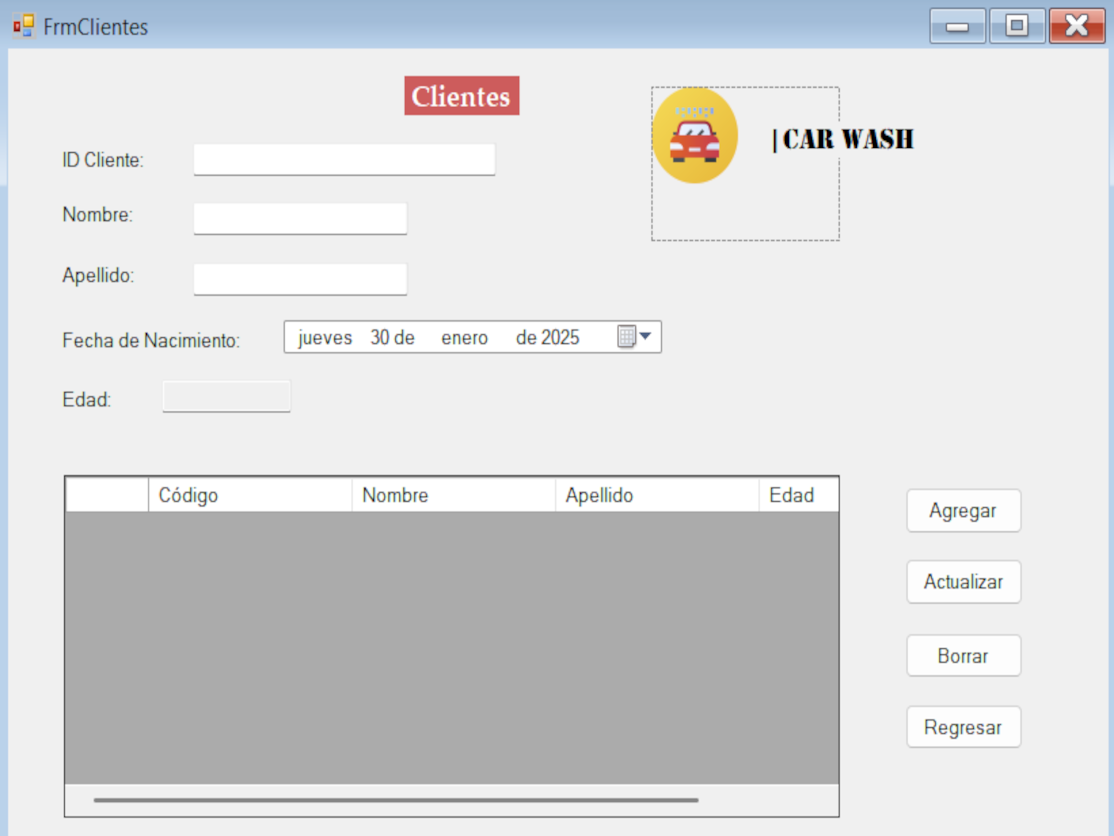 FrmClientes
Clientes
|CAR WASH
ID Cliente:
Nombre:
Apellido:
Fecha de Nacimiento: jueves 30 de enero de 2025
Edad:
Código Nombre Apellido Edad
Agregar
Actualizar
Borrar
Regresar